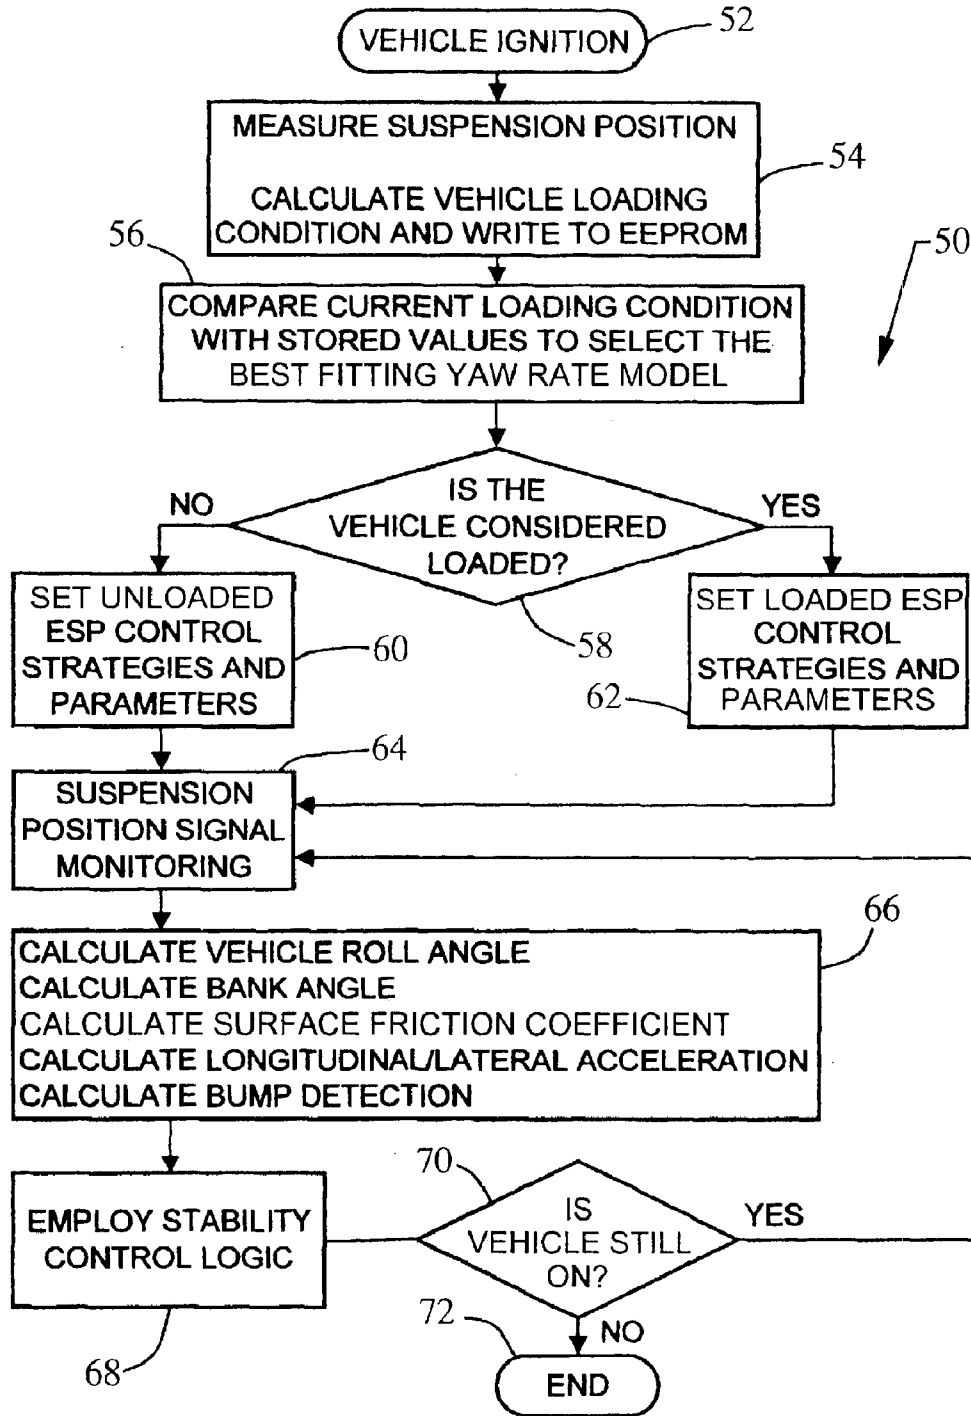 VEHICLE IGNITION
52
MEASURE SUSPENSION POSITION
CALCULATE VEHICLE LOADING
CONDITION AND WRITE TO EEPROM
54
56
50
COMPARE CURRENT LOADING CONDITION
WITH STORED VALUES TO SELECT THE
BEST FITTING YAW RATE MODEL
IS THE
VEHICLE CONSIDERED
LOADED?
NO
YES
58
SET UNLOADED
ESP CONTROL
STRATEGIES AND
PARAMETERS
60
SET LOADED ESP
CONTROL
STRATEGIES AND
PARAMETERS
62
64
SUSPENSION
POSITION SIGNAL
MONITORING
66
CALCULATE VEHICLE ROLL ANGLE
CALCULATE BANK ANGLE
CALCULATE SURFACE FRICTION COEFFICIENT
CALCULATE LONGITUDINAL/LATERAL ACCELERATION
CALCULATE BUMP DETECTION
EMPLOY STABILITY
CONTROL LOGIC
68
70
IS
VEHICLE STILL
ON?
YES
NO
72
END